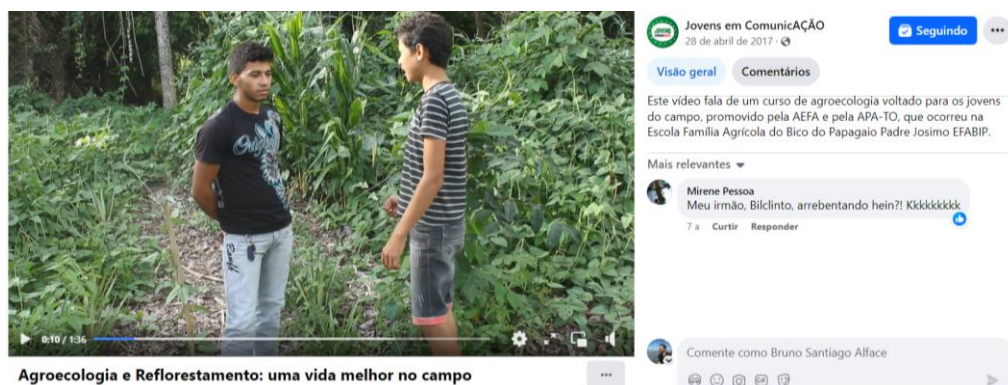 Jovens em ComunicAÇÃO
28 de abril de 2017 ·
Seguindo
Visão geral
Comentários
Este vídeo fala de um curso de agroecologia voltado para os jovens
do campo, promovido pela AEFA e pela APA-TO, que ocorreu na
Escola Família Agrícola do Bico do Papagaio Padre Josimo EFABIP.
Mais relevantes
Mirene Pessoa
Meu irmão, Bilclinto, arrebentando hein?! Kkkkkkkkk
7 a Curtir Responder
0:10 / 1:36
Agroecologia e Reflorestamento: uma vida melhor no campo
Comente como Bruno Santiago Alface
GIF